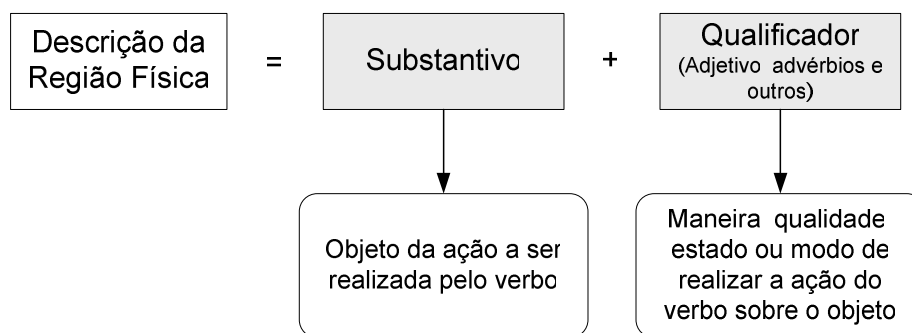 Descrição da
Região Física
=
Substantivo
+
Qualificador
(Adjetivo advérbios e
outros)
Objeto da ação a ser
realizada pelo verbo
Maneira qualidade
estado ou modo de
realizar a ação do
verbo sobre o objeto